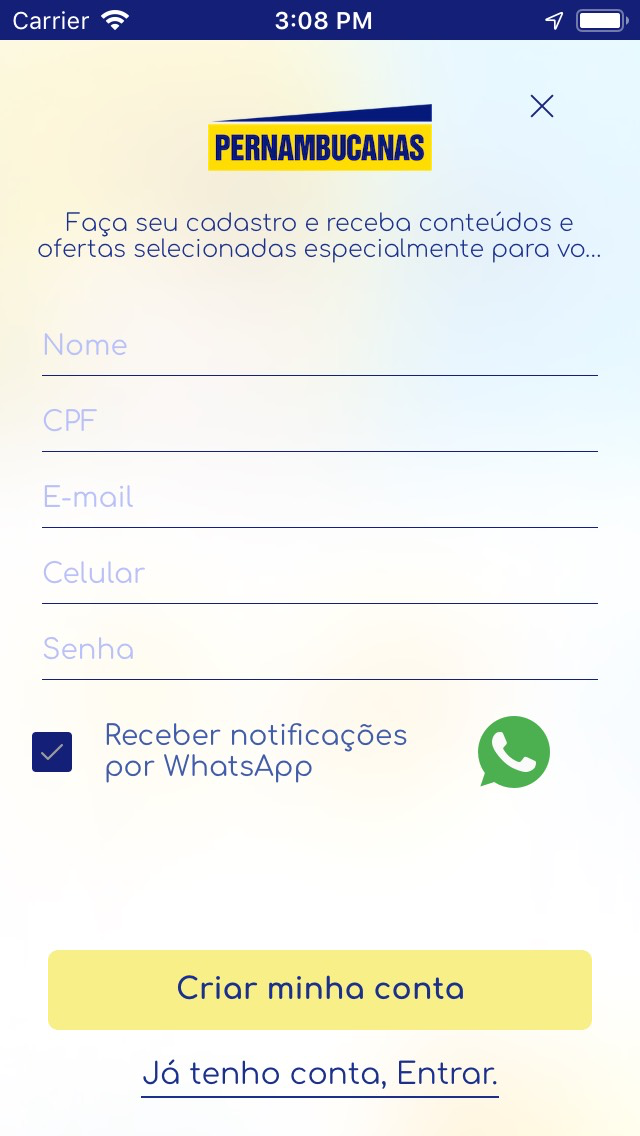 Carrier 3:08 PM
PERNAMBUCANAS
Faça seu cadastro e receba conteúdos e
ofertas selecionadas especialmente para vo...
Nome
CPF
E-mail
Celular
Senha
Receber notificações
por WhatsApp
Criar minha conta
Já tenho conta, Entrar.